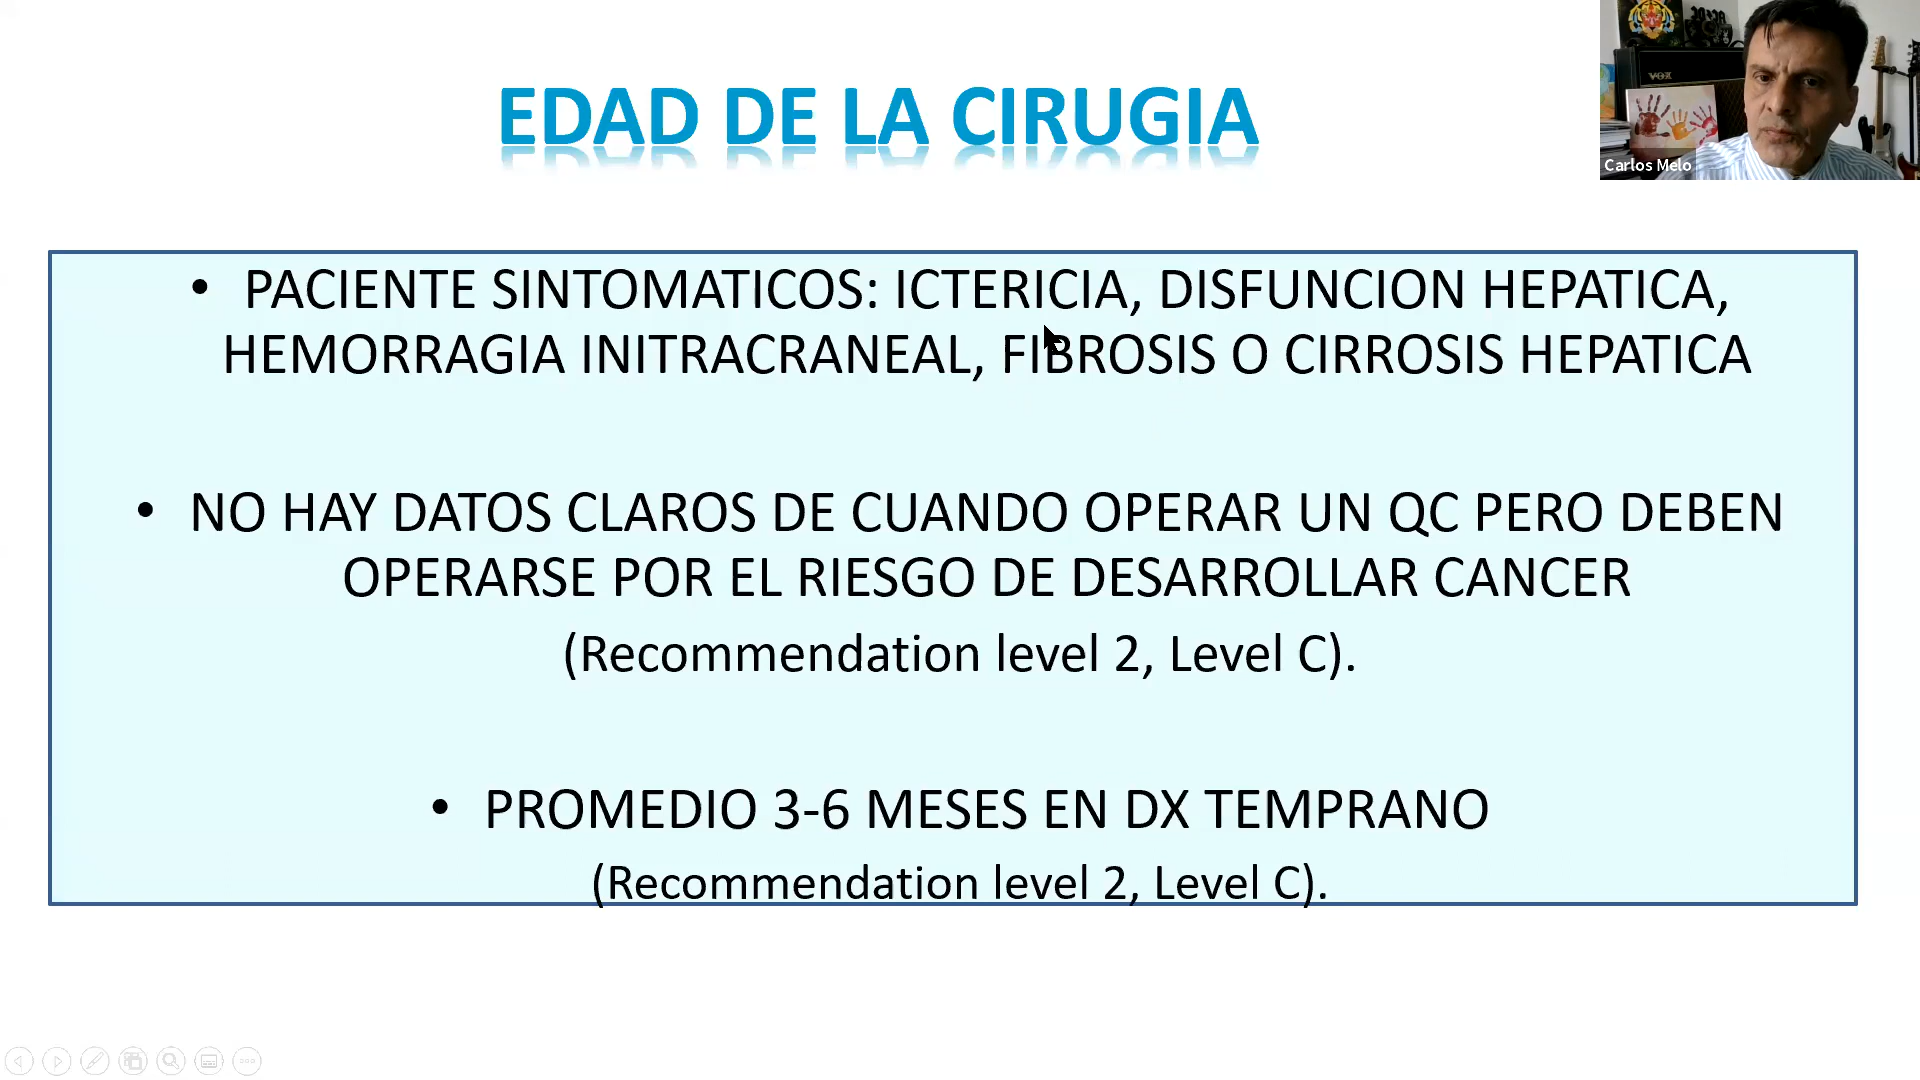 EDAD DE LA CIRUGIA
VOX
Carlos Melo
• PACIENTE SINTOMATICOS: ICTERICIA, DISFUNCION HEPATICA,
HEMORRAGIA INITRACRANEAL, FIBROSIS O CIRROSIS HEPATICA
• NO HAY DATOS CLAROS DE CUANDO OPERAR UN QC PERO DEBEN
OPERARSE POR EL RIESGO DE DESARROLLAR CANCER
(Recommendation level 2, Level C).
• PROMEDIO 3-6 MESES EN DX TEMPRANO
(Recommendation level 2, Level C).